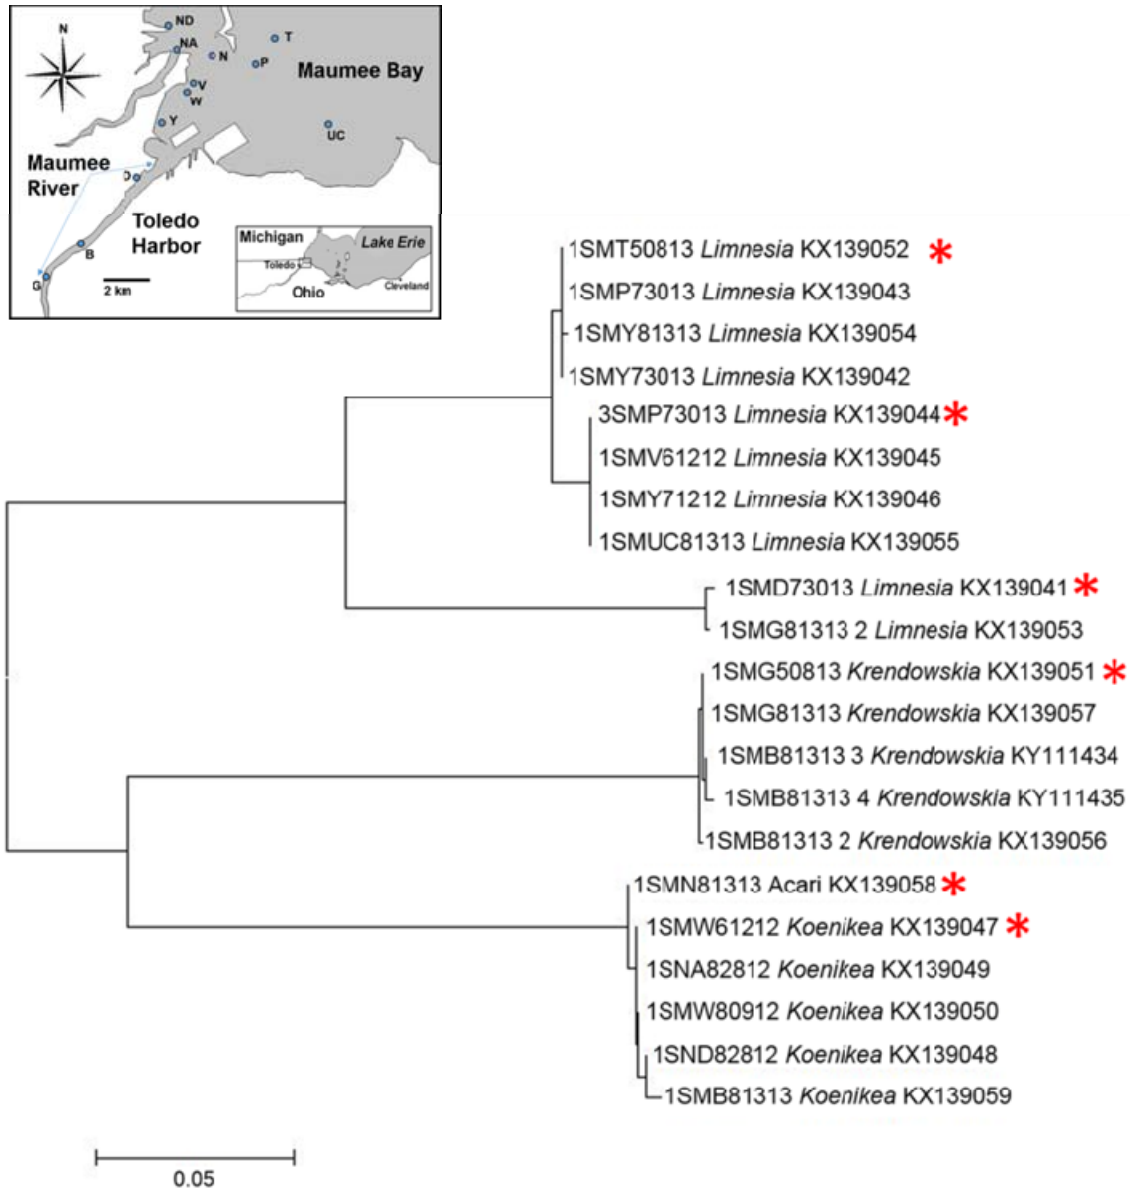 N
ND
NA
N
T
P
Maumee Bay
V
W
Y
UC
Maumee
River
D
Toledo
Harbor
B
G
2 km
Michigan
Lake Erie
Toledo
Ohio
Cleveland
1SMT50813 Limnesia KX139052 *
1SMP73013 Limnesia KX139043
1SMY81313 Limnesia KX139054
1SMY73013 Limnesia KX139042
3SMP73013 Limnesia KX139044 *
1SMV61212 Limnesia KX139045
1SMY71212 Limnesia KX139046
1SMUC81313 Limnesia KX139055
1SMD73013 Limnesia KX139041 *
1SMG81313 2 Limnesia KX139053
1SMG50813 Krendowskia KX139051 *
1SMG81313 Krendowskia KX139057
1SMB81313 3 Krendowskia KY111434
1SMB81313 4 Krendowskia KY111435
1SMB81313 2 Krendowskia KX139056
1SMN81313 Acari KX139058 *
1SMW61212 Koenikea KX139047 *
1SNA82812 Koenikea KX139049
1SMW80912 Koenikea KX139050
1SND82812 Koenikea KX139048
1SMB81313 Koenikea KX139059
0.05